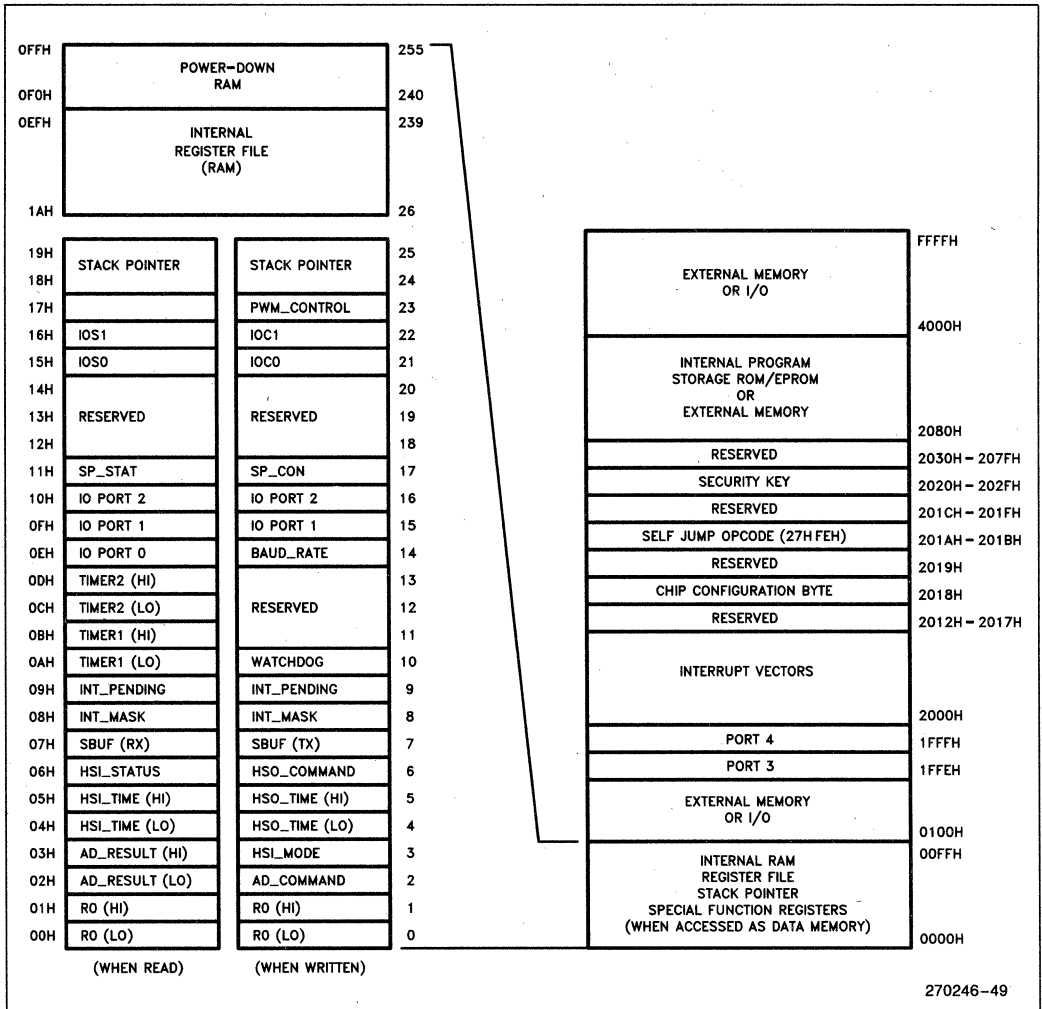 0FFH 255
POWER-DOWN
RAM
0F0H 240
0EFH 239
INTERNAL
REGISTER FILE
(RAM)
1AH 26
19H 25
STACK POINTER STACK POINTER
18H 24
17H PWM_CONTROL 23
16H IOS1 IOC1 22
15H IOS0 IOC0 21
14H 20
13H RESERVED RESERVED 19
12H 18
11H SP_STAT SP_CON 17
10H IO PORT 2 IO PORT 2 16
0FH IO PORT 1 IO PORT 1 15
0EH IO PORT 0 BAUD_RATE 14
0DH TIMER2 (HI) 13
0CH TIMER2 (LO) RESERVED 12
0BH TIMER1 (HI) 11
0AH TIMER1 (LO) WATCHDOG 10
09H INT_PENDING INT_PENDING 9
08H INT_MASK INT_MASK 8
07H SBUF (RX) SBUF (TX) 7
06H HSI_STATUS HSO_COMMAND 6
05H HSI_TIME (HI) HSO_TIME (HI) 5
04H HSI_TIME (LO) HSO_TIME (LO) 4
03H AD_RESULT (HI) HSI_MODE 3
02H AD_RESULT (LO) AD_COMMAND 2
01H R0 (HI) R0 (HI) 1
00H R0 (LO) R0 (LO) 0
(WHEN READ) (WHEN WRITTEN)
FFFFH
EXTERNAL MEMORY
OR I/O
4000H
INTERNAL PROGRAM
STORAGE ROM/EPROM
OR
EXTERNAL MEMORY
2080H
RESERVED 2030H – 207FH
SECURITY KEY 2020H – 202FH
RESERVED 201CH – 201FH
SELF JUMP OPCODE (27H FEH) 201AH – 201BH
RESERVED 2019H
CHIP CONFIGURATION BYTE 2018H
RESERVED 2012H – 2017H
INTERRUPT VECTORS
2000H
PORT 4 1FFFH
PORT 3 1FFEH
EXTERNAL MEMORY
OR I/O
0100H
00FFH
INTERNAL RAM
REGISTER FILE
STACK POINTER
SPECIAL FUNCTION REGISTERS
(WHEN ACCESSED AS DATA MEMORY)
0000H
270246–49